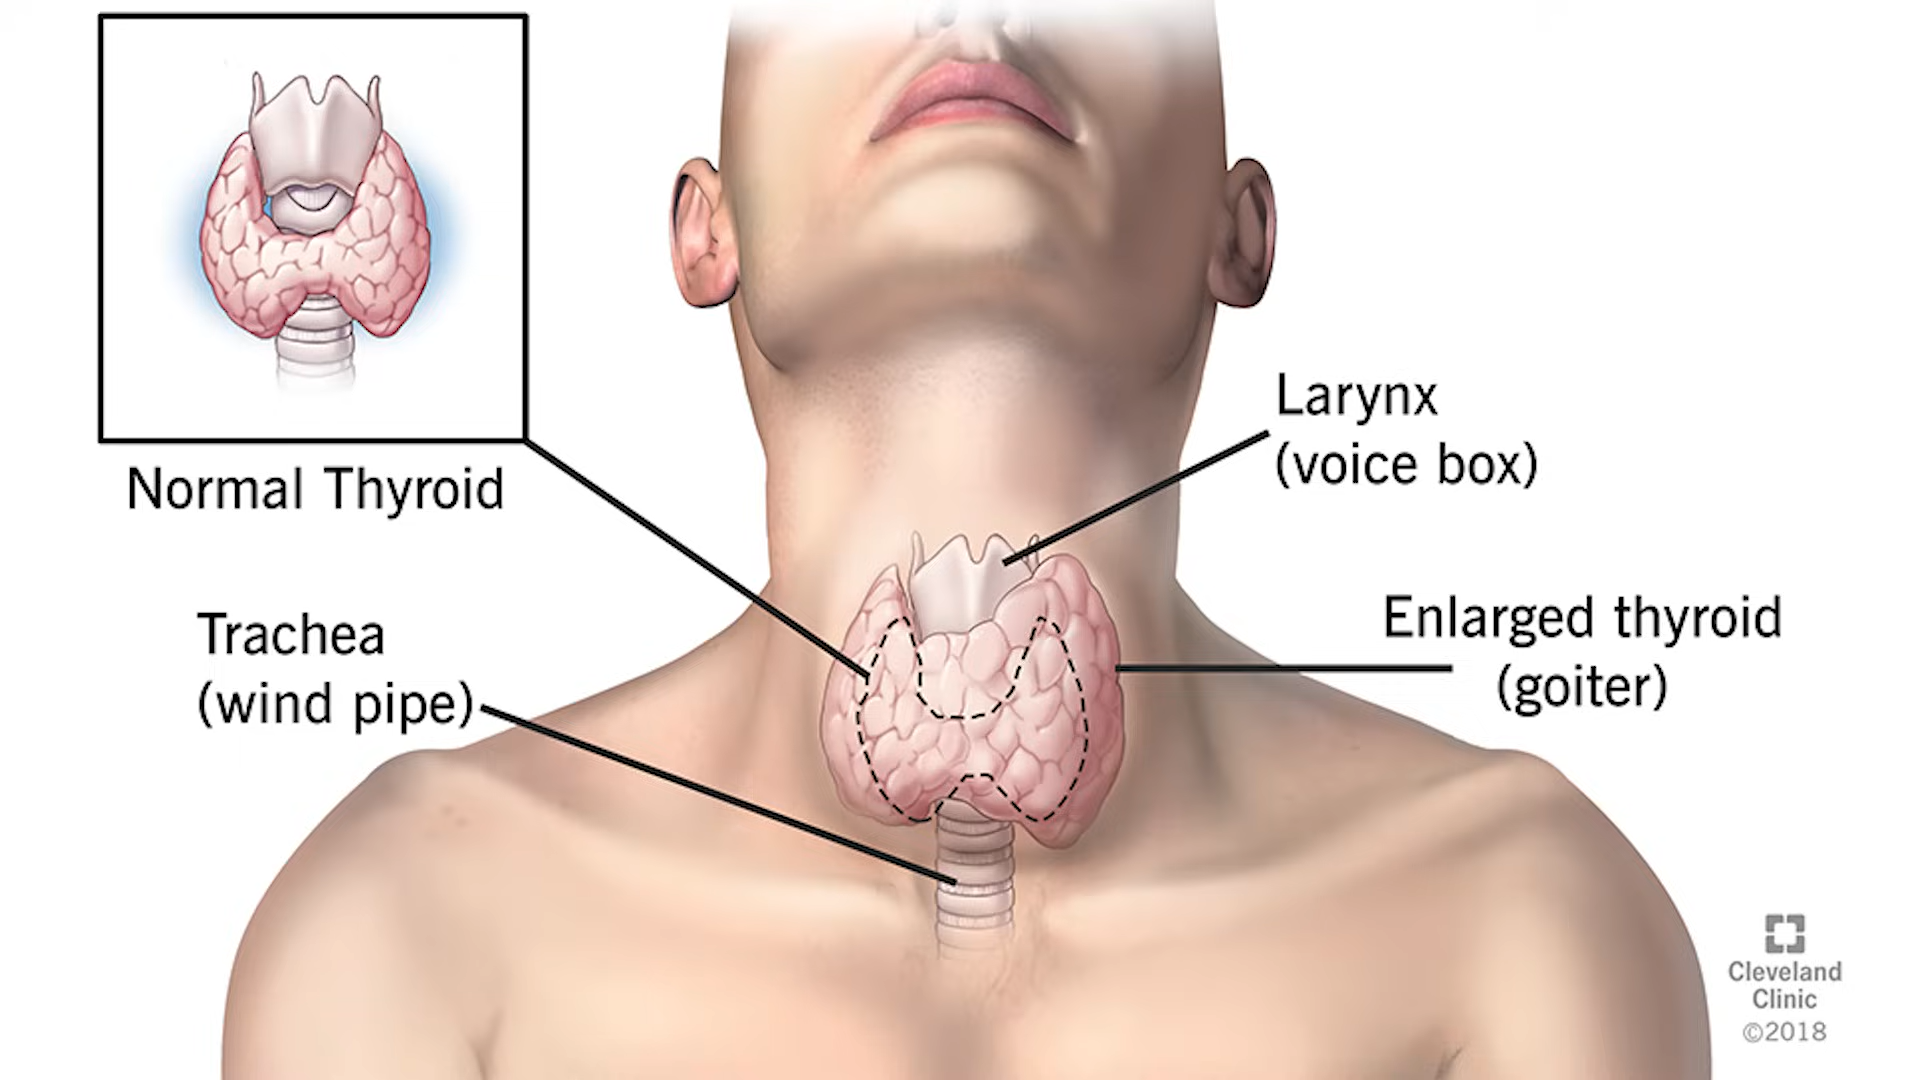 Normal Thyroid
Larynx
(voice box)
Trachea
(wind pipe)
Enlarged thyroid
(goiter)
Cleveland
Clinic
©2018